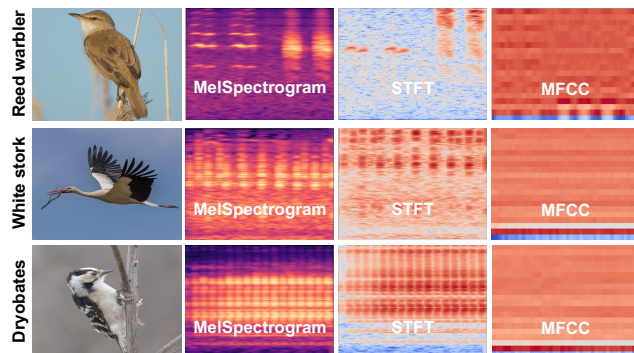 Reed warbler
MelSpectrogram
STFT
MFCC
White stork
MelSpectrogram
STFT
MFCC
Dryobates
MelSpectrogram
STFT
MFCC